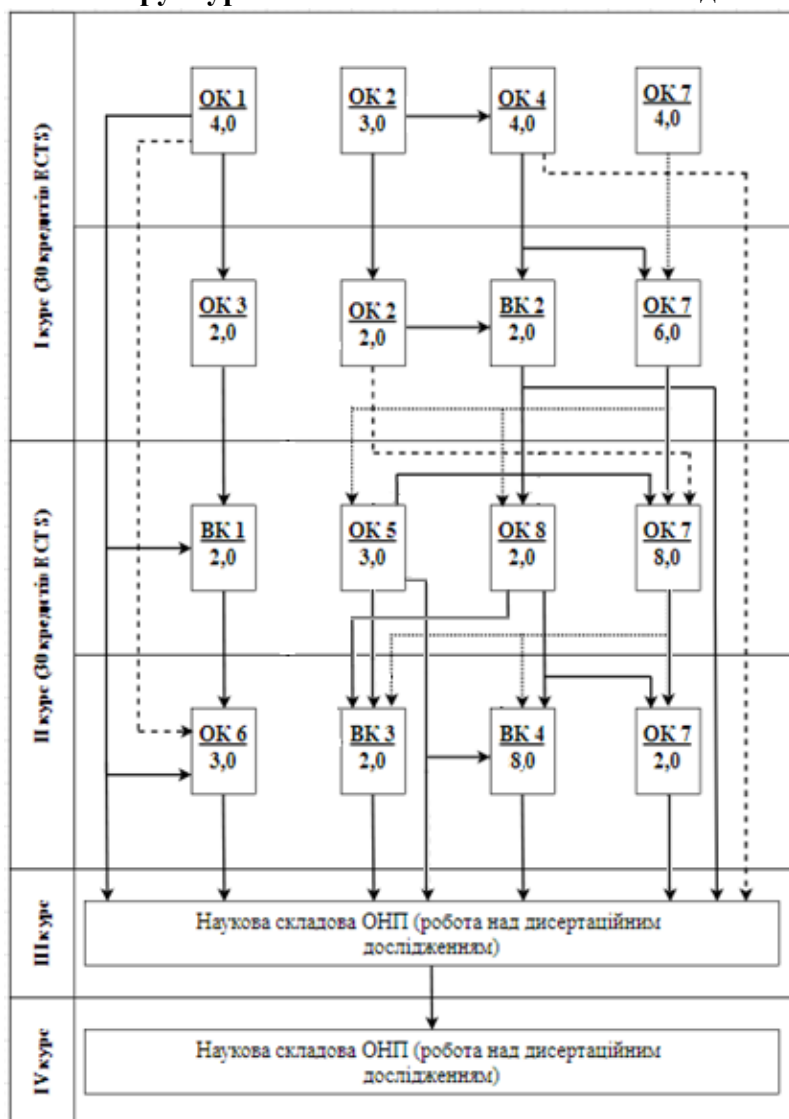 І курс (30 кредитів ECTS)
ОК 1
4,0
ОК 2
3,0
ОК 4
4,0
ОК 7
4,0
ОК 3
2,0
ОК 2
2,0
ВК 2
2,0
ОК 7
6,0
ІІ курс (30 кредитів ECTS)
ВК 1
2,0
ОК 5
3,0
ОК 8
2,0
ОК 7
8,0
ОК 6
3,0
ВК 3
2,0
ВК 4
8,0
ОК 7
2,0
ІІІ курс
Наукова складова ОНП (робота над дисертаційним
дослідженням)
IV курс
Наукова складова ОНП (робота над дисертаційним
дослідженням)